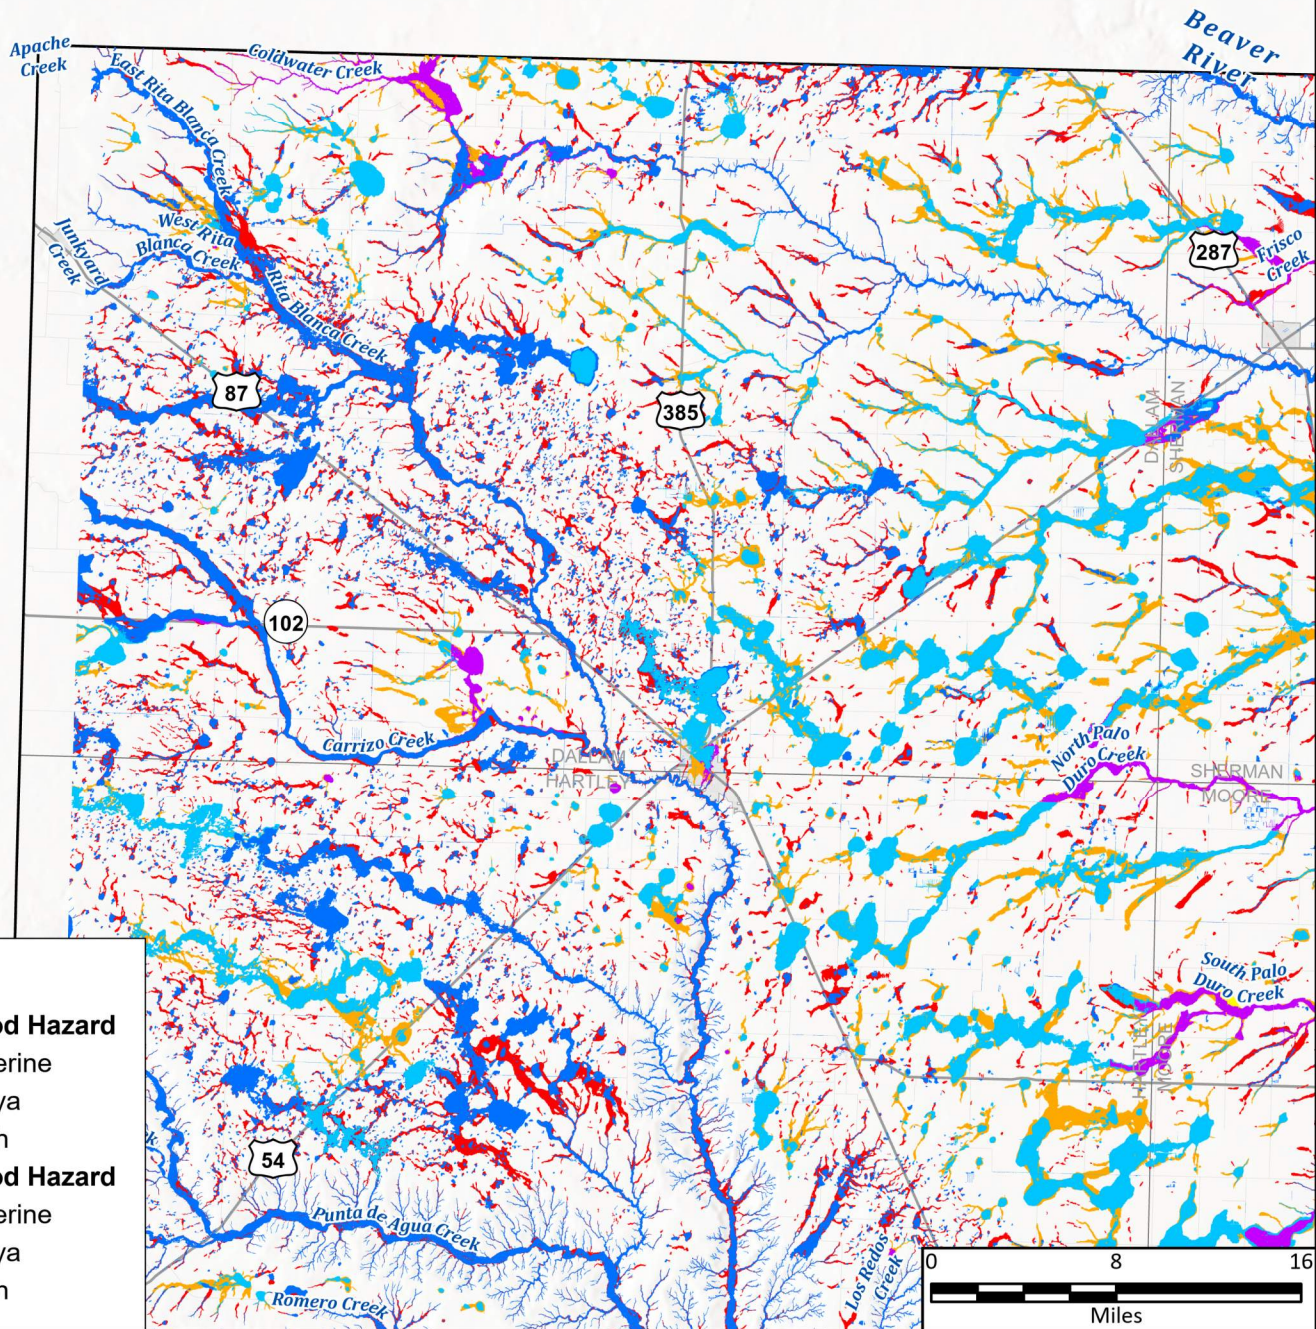 Apache
Creek
Coldwater Creek
Beaver
River
East Rita Blanca Creek
West Rita
Blanca Creek
Junkyard
Creek
Rita Blanca Creek
287
Frisco
Creek
87
385
DALLAM
SHERMAN
102
Carrizo Creek
DALLAM
HARTLEY
North Palo
Duro Creek
SHERMAN
MOORE
South Palo
Duro Creek
HARTLEY
MOORE
od Hazard
erine
ya
n
od Hazard
erine
ya
n
k
54
Punta de Agua Creek
Romero Creek
Los Redos
Creek
0 8 16
Miles